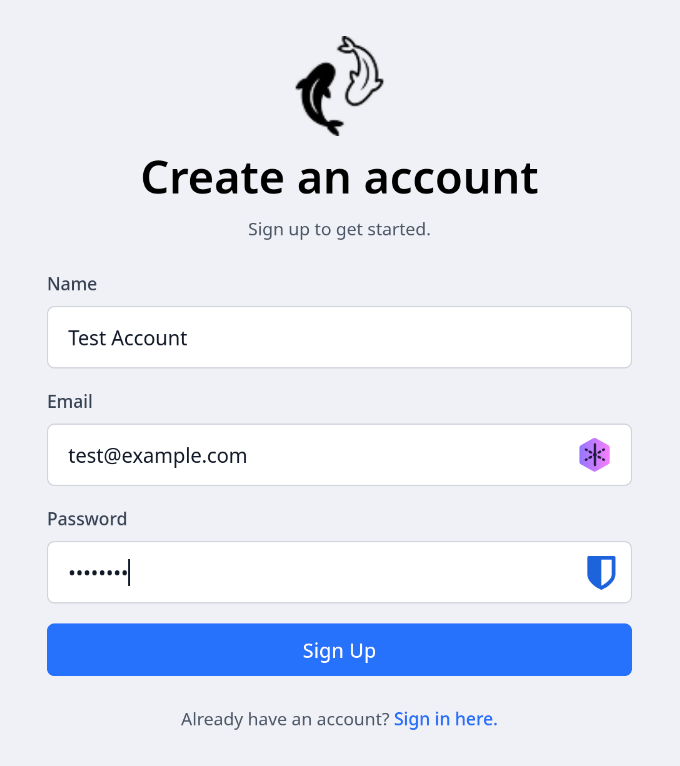 Create an account
Sign up to get started.
Name
Test Account
Email
test@example.com
Password
••••••••
Sign Up
Already have an account? Sign in here.